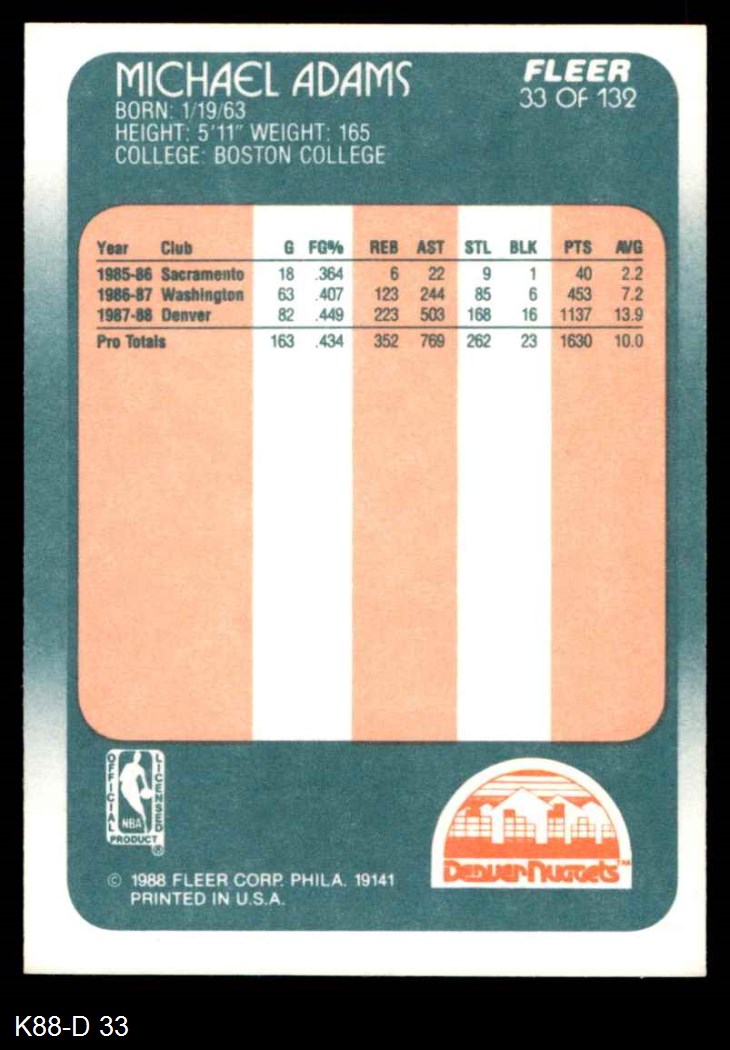 MICHAEL ADAMS
FLEER
33 OF 132
BORN: 1/19/63
HEIGHT: 5'11" WEIGHT: 165
COLLEGE: BOSTON COLLEGE
Year Club G FG% REB AST STL BLK PTS AVG
1985-86 Sacramento 18 .364 6 22 9 1 40 2.2
1986-87 Washington 63 .407 123 244 85 6 453 7.2
1987-88 Denver 82 .449 223 503 168 16 1137 13.9
Pro Totals 163 .434 352 769 262 23 1630 10.0
OFFICIAL
LICENSED
NBA
PRODUCT
®
Denver Nuggets™
© 1988 FLEER CORP. PHILA. 19141
PRINTED IN U.S.A.
K88-D 33